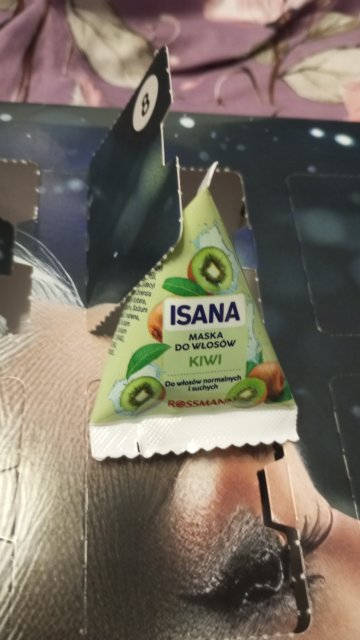 8
ISANA
MASKA
DO WŁOSÓW
KIWI
Do włosów normalnych
i suchych
ROSSMANN